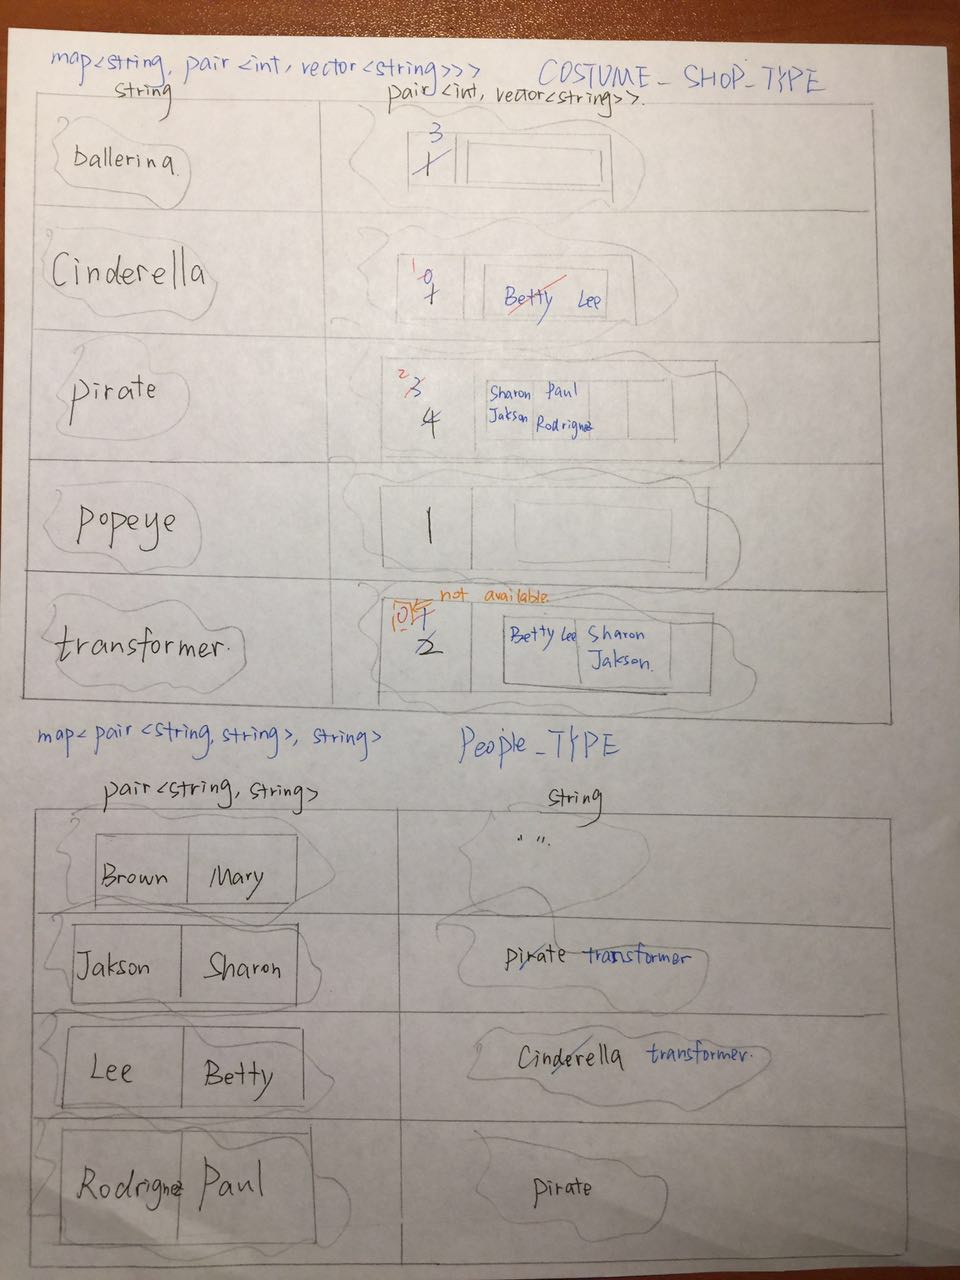 map<string, pair<int, vector<string>>> COSTUME_SHOP_TYPE
string pair<int, vector<string>>.
ballerina. 3 1
Cinderella 1 0 1 Betty Lee
pirate 2 3 4 Sharon Jakson Paul Rodrignez
popeye 1
transformer. 0 1 2 not available. Betty Lee Sharon Jakson.
map<pair<string, string>, string> People_TYPE
pair<string, string> string
Brown Mary " ".
Jakson Sharon pirate transformer
Lee Betty Cinderella transformer.
Rodrignez Paul pirate